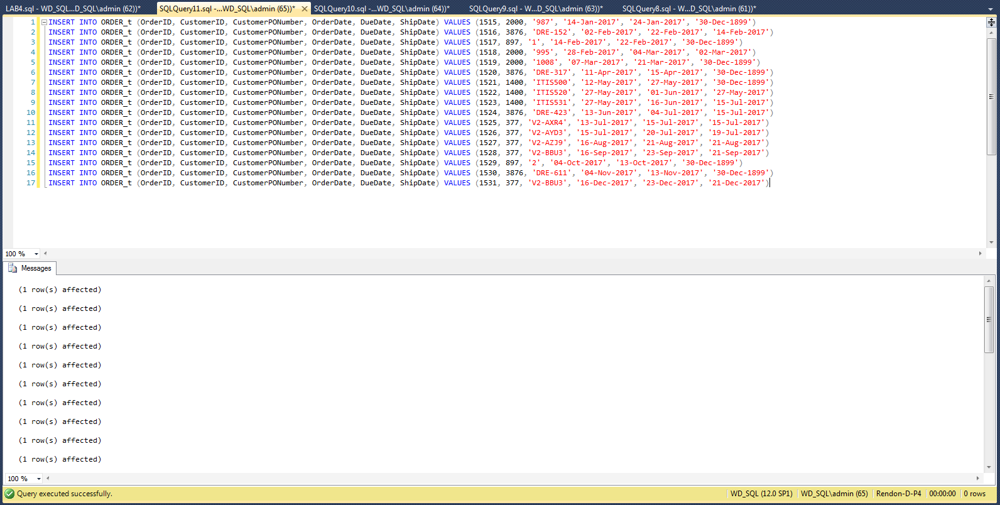 LAB4.sql - WD_SQL...D_SQL\admin (62))* SQLQuery11.sql -...WD_SQL\admin (65))* SQLQuery10.sql -...WD_SQL\admin (64))* SQLQuery9.sql - W...D_SQL\admin (63))* SQLQuery8.sql - W...D_SQL\admin (61))*
1 INSERT INTO ORDER_t (OrderID, CustomerID, CustomerPONumber, OrderDate, DueDate, ShipDate) VALUES (1515, 2000, '987', '14-Jan-2017', '24-Jan-2017', '30-Dec-1899')
2 INSERT INTO ORDER_t (OrderID, CustomerID, CustomerPONumber, OrderDate, DueDate, ShipDate) VALUES (1516, 3876, 'DRE-152', '02-Feb-2017', '22-Feb-2017', '14-Feb-2017')
3 INSERT INTO ORDER_t (OrderID, CustomerID, CustomerPONumber, OrderDate, DueDate, ShipDate) VALUES (1517, 897, '1', '14-Feb-2017', '22-Feb-2017', '30-Dec-1899')
4 INSERT INTO ORDER_t (OrderID, CustomerID, CustomerPONumber, OrderDate, DueDate, ShipDate) VALUES (1518, 2000, '995', '28-Feb-2017', '04-Mar-2017', '02-Mar-2017')
5 INSERT INTO ORDER_t (OrderID, CustomerID, CustomerPONumber, OrderDate, DueDate, ShipDate) VALUES (1519, 2000, '1008', '07-Mar-2017', '21-Mar-2017', '30-Dec-1899')
6 INSERT INTO ORDER_t (OrderID, CustomerID, CustomerPONumber, OrderDate, DueDate, ShipDate) VALUES (1520, 3876, 'DRE-317', '11-Apr-2017', '15-Apr-2017', '30-Dec-1899')
7 INSERT INTO ORDER_t (OrderID, CustomerID, CustomerPONumber, OrderDate, DueDate, ShipDate) VALUES (1521, 1400, 'ITIS500', '12-May-2017', '27-May-2017', '30-Dec-1899')
8 INSERT INTO ORDER_t (OrderID, CustomerID, CustomerPONumber, OrderDate, DueDate, ShipDate) VALUES (1522, 1400, 'ITIS520', '27-May-2017', '01-Jun-2017', '27-May-2017')
9 INSERT INTO ORDER_t (OrderID, CustomerID, CustomerPONumber, OrderDate, DueDate, ShipDate) VALUES (1523, 1400, 'ITIS531', '27-May-2017', '16-Jun-2017', '15-Jul-2017')
10 INSERT INTO ORDER_t (OrderID, CustomerID, CustomerPONumber, OrderDate, DueDate, ShipDate) VALUES (1524, 3876, 'DRE-423', '13-Jun-2017', '04-Jul-2017', '15-Jul-2017')
11 INSERT INTO ORDER_t (OrderID, CustomerID, CustomerPONumber, OrderDate, DueDate, ShipDate) VALUES (1525, 377, 'V2-AXR4', '13-Jul-2017', '15-Jul-2017', '15-Jul-2017')
12 INSERT INTO ORDER_t (OrderID, CustomerID, CustomerPONumber, OrderDate, DueDate, ShipDate) VALUES (1526, 377, 'V2-AYD3', '15-Jul-2017', '20-Jul-2017', '19-Jul-2017')
13 INSERT INTO ORDER_t (OrderID, CustomerID, CustomerPONumber, OrderDate, DueDate, ShipDate) VALUES (1527, 377, 'V2-AZJ9', '16-Aug-2017', '21-Aug-2017', '21-Aug-2017')
14 INSERT INTO ORDER_t (OrderID, CustomerID, CustomerPONumber, OrderDate, DueDate, ShipDate) VALUES (1528, 377, 'V2-BBU3', '16-Sep-2017', '23-Sep-2017', '21-Sep-2017')
15 INSERT INTO ORDER_t (OrderID, CustomerID, CustomerPONumber, OrderDate, DueDate, ShipDate) VALUES (1529, 897, '2', '04-Oct-2017', '13-Oct-2017', '30-Dec-1899')
16 INSERT INTO ORDER_t (OrderID, CustomerID, CustomerPONumber, OrderDate, DueDate, ShipDate) VALUES (1530, 3876, 'DRE-611', '04-Nov-2017', '13-Nov-2017', '30-Dec-1899')
17 INSERT INTO ORDER_t (OrderID, CustomerID, CustomerPONumber, OrderDate, DueDate, ShipDate) VALUES (1531, 377, 'V2-BBU3', '16-Dec-2017', '23-Dec-2017', '21-Dec-2017')
100 %
Messages
(1 row(s) affected)
(1 row(s) affected)
(1 row(s) affected)
(1 row(s) affected)
(1 row(s) affected)
(1 row(s) affected)
(1 row(s) affected)
(1 row(s) affected)
(1 row(s) affected)
(1 row(s) affected)
100 %
Query executed successfully. WD_SQL (12.0 SP1) WD_SQL\admin (65) Rendon-D-P4 00:00:00 0 rows